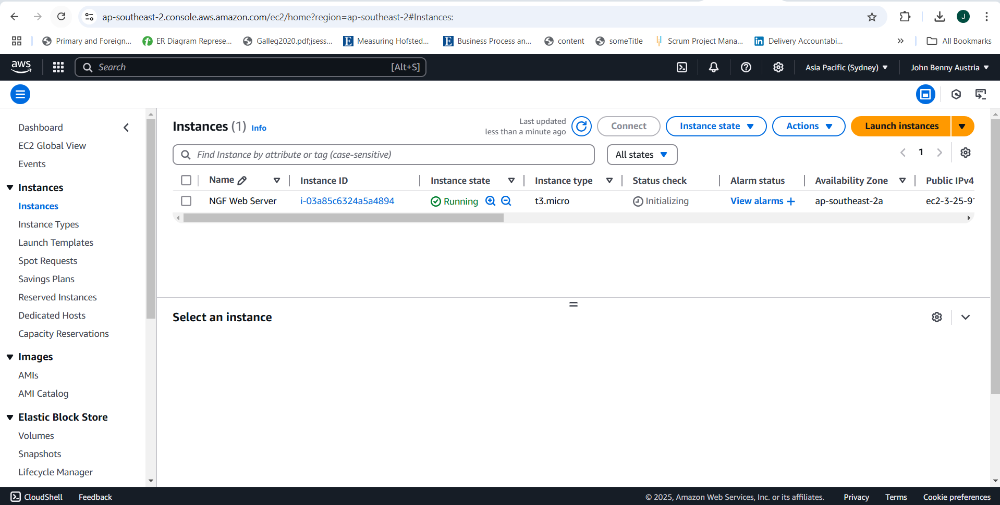 ap-southeast-2.console.aws.amazon.com/ec2/home?region=ap-southeast-2#Instances:
J
Primary and Foreign... ER Diagram Represe... Galleg2020.pdf;jsess... Measuring Hofsted... Business Process an... content someTitle Scrum Project Mana... Delivery Accountabi... » All Bookmarks
aws Search [Alt+S] Asia Pacific (Sydney) John Benny Austria
Dashboard
EC2 Global View
Events
Instances
Instances
Instance Types
Launch Templates
Spot Requests
Savings Plans
Reserved Instances
Dedicated Hosts
Capacity Reservations
Images
AMIs
AMI Catalog
Elastic Block Store
Volumes
Snapshots
Lifecycle Manager
Instances (1) Info
Last updated
less than a minute ago
Connect Instance state Actions Launch instances
Find Instance by attribute or tag (case-sensitive) All states 1
Name Instance ID Instance state Instance type Status check Alarm status Availability Zone Public IPv4
NGF Web Server i-03a85c6324a5a4894 Running t3.micro Initializing View alarms + ap-southeast-2a ec2-3-25-9
Select an instance
CloudShell Feedback © 2025, Amazon Web Services, Inc. or its affiliates. Privacy Terms Cookie preferences